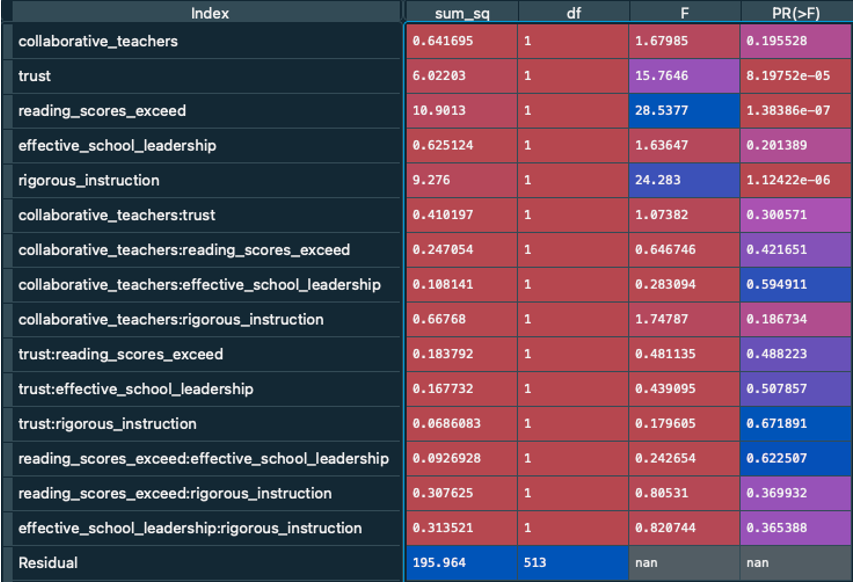 Index sum_sq df F PR(>F)
collaborative_teachers 0.641695 1 1.67985 0.195528
trust 6.02203 1 15.7646 8.19752e-05
reading_scores_exceed 10.9013 1 28.5377 1.38386e-07
effective_school_leadership 0.625124 1 1.63647 0.201389
rigorous_instruction 9.276 1 24.283 1.12422e-06
collaborative_teachers:trust 0.410197 1 1.07382 0.300571
collaborative_teachers:reading_scores_exceed 0.247054 1 0.646746 0.421651
collaborative_teachers:effective_school_leadership 0.108141 1 0.283094 0.594911
collaborative_teachers:rigorous_instruction 0.66768 1 1.74787 0.186734
trust:reading_scores_exceed 0.183792 1 0.481135 0.488223
trust:effective_school_leadership 0.167732 1 0.439095 0.507857
trust:rigorous_instruction 0.0686083 1 0.179605 0.671891
reading_scores_exceed:effective_school_leadership 0.0926928 1 0.242654 0.622507
reading_scores_exceed:rigorous_instruction 0.307625 1 0.80531 0.369932
effective_school_leadership:rigorous_instruction 0.313521 1 0.820744 0.365388
Residual 195.964 513 nan nan